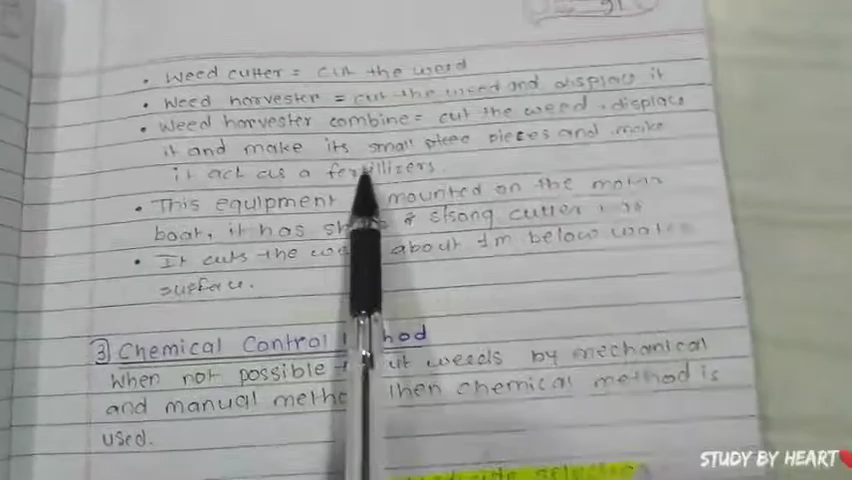 91
• Weed cutter = cut the weed
• Weed harvester = cut the weed and displace it
• Weed harvester combine = cut the weed, displace
it and make its small pieces and make
it act as a fertilizers.
• This equipment mounted on the motor
boat, it has & strong cutter
• It cuts the about 1m below water
surface.
3 Chemical Control
When not possible cut weeds by mechanical
and manual then chemical method is
used.
selection
STUDY BY HEART